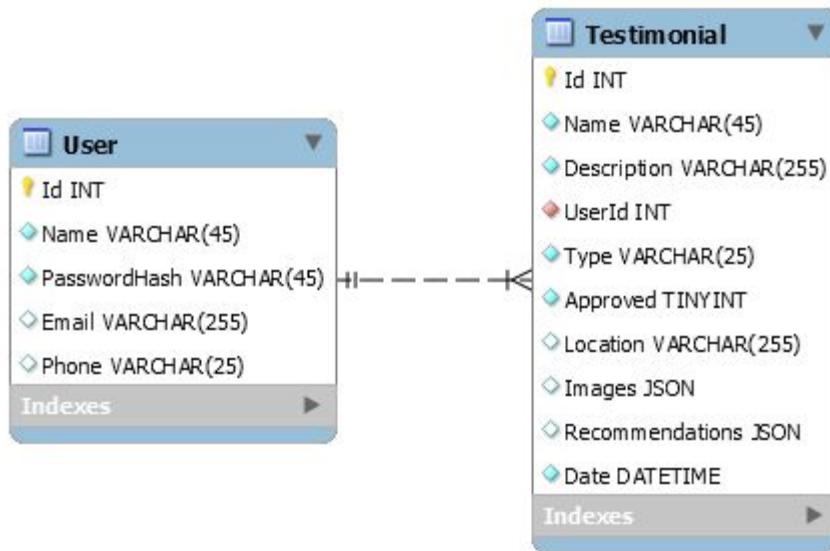 User
Id INT
Name VARCHAR(45)
PasswordHash VARCHAR(45)
Email VARCHAR(255)
Phone VARCHAR(25)
Indexes
Testimonial
Id INT
Name VARCHAR(45)
Description VARCHAR(255)
UserId INT
Type VARCHAR(25)
Approved TINYINT
Location VARCHAR(255)
Images JSON
Recommendations JSON
Date DATETIME
Indexes